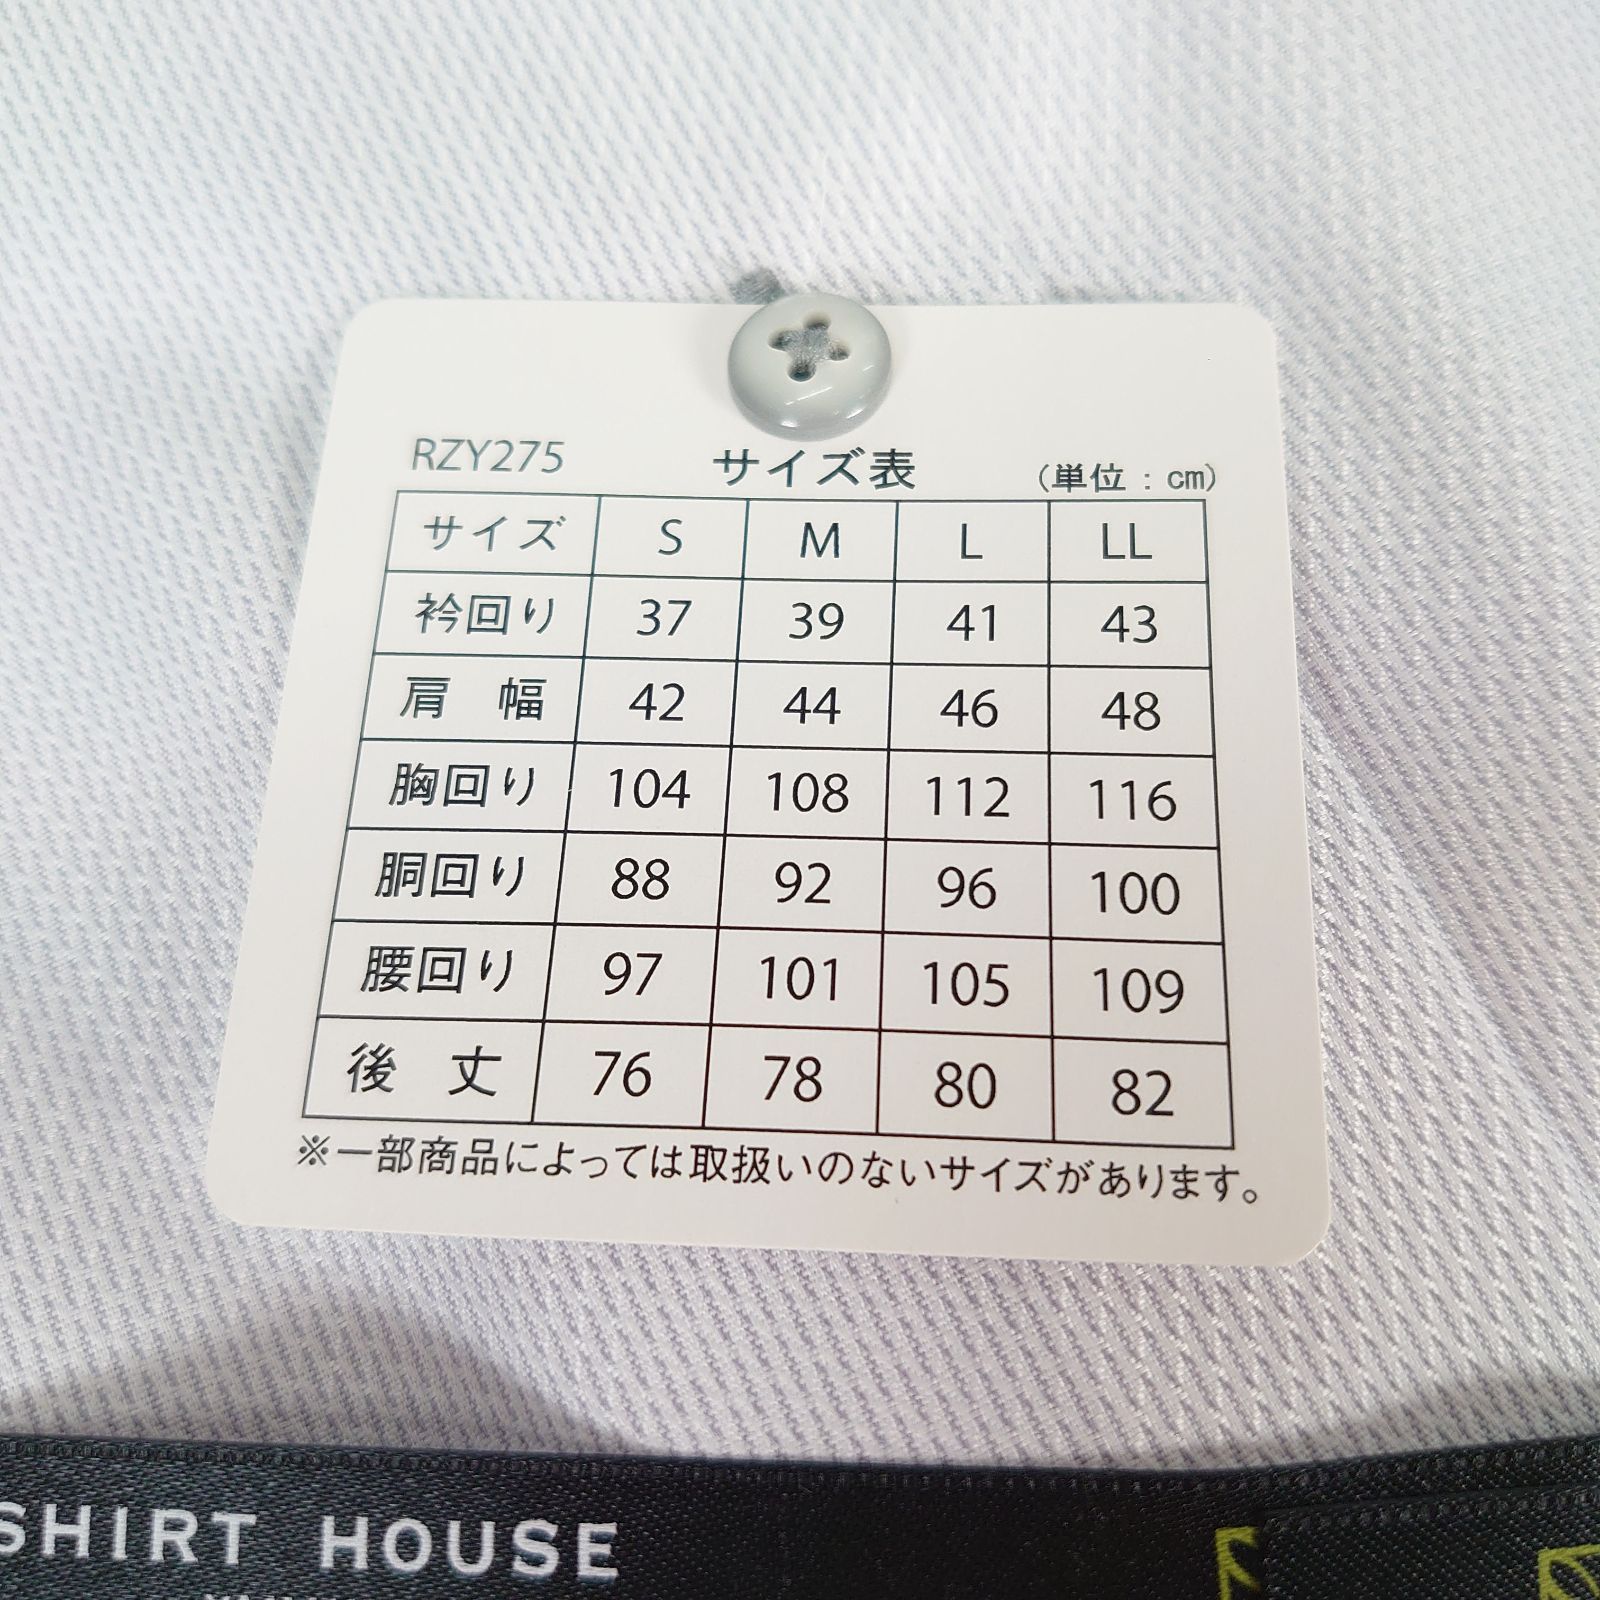 RZY275 サイズ表 (単位：cm)
サイズ S M L LL
衿回り 37 39 41 43
肩 幅 42 44 46 48
胸回り 104 108 112 116
胴回り 88 92 96 100
腰回り 97 101 105 109
後 丈 76 78 80 82
※一部商品によっては取扱いのないサイズがあります。
SHIRT HOUSE